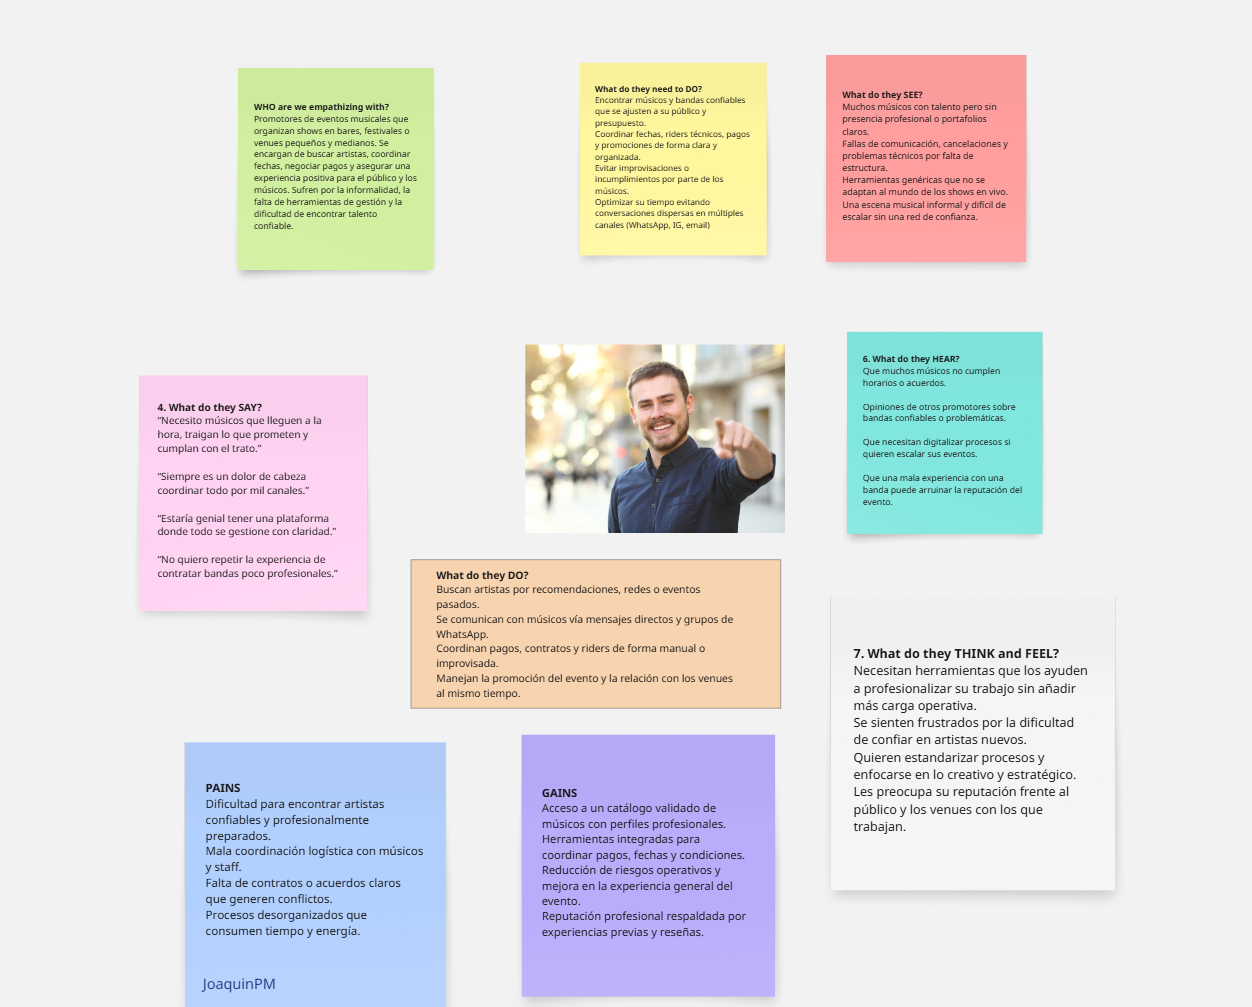 WHO are we empathizing with?
Promotores de eventos musicales que
organizan shows en bares, festivales o
venues pequeños y medianos. Se
encargan de buscar artistas, coordinar
fechas, negociar pagos y asegurar una
experiencia positiva para el público y los
músicos. Sufren por la informalidad, la
falta de herramientas de gestión y la
dificultad de encontrar talento
confiable.
What do they need to DO?
Encontrar músicos y bandas confiables
que se ajusten a su público y
presupuesto.
Coordinar fechas, riders técnicos, pagos
y promociones de forma clara y
organizada.
Evitar improvisaciones o
incumplimientos por parte de los
músicos.
Optimizar su tiempo evitando
conversaciones dispersas en múltiples
canales (WhatsApp, IG, email)
What do they SEE?
Muchos músicos con talento pero sin
presencia profesional o portafolios
claros.
Fallas de comunicación, cancelaciones y
problemas técnicos por falta de
estructura.
Herramientas genéricas que no se
adaptan al mundo de los shows en vivo.
Una escena musical informal y difícil de
escalar sin una red de confianza.
4. What do they SAY?
“Necesito músicos que lleguen a la
hora, traigan lo que prometen y
cumplan con el trato.”
“Siempre es un dolor de cabeza
coordinar todo por mil canales.”
“Estaría genial tener una plataforma
donde todo se gestione con claridad.”
“No quiero repetir la experiencia de
contratar bandas poco profesionales.”
6. What do they HEAR?
Que muchos músicos no cumplen
horarios o acuerdos.
Opiniones de otros promotores sobre
bandas confiables o problemáticas.
Que necesitan digitalizar procesos si
quieren escalar sus eventos.
Que una mala experiencia con una
banda puede arruinar la reputación del
evento.
What do they DO?
Buscan artistas por recomendaciones, redes o eventos
pasados.
Se comunican con músicos vía mensajes directos y grupos de
WhatsApp.
Coordinan pagos, contratos y riders de forma manual o
improvisada.
Manejan la promoción del evento y la relación con los venues
al mismo tiempo.
7. What do they THINK and FEEL?
Necesitan herramientas que los ayuden
a profesionalizar su trabajo sin añadir
más carga operativa.
Se sienten frustrados por la dificultad
de confiar en artistas nuevos.
Quieren estandarizar procesos y
enfocarse en lo creativo y estratégico.
Les preocupa su reputación frente al
público y los venues con los que
trabajan.
PAINS
Dificultad para encontrar artistas
confiables y profesionalmente
preparados.
Mala coordinación logística con músicos
y staff.
Falta de contratos o acuerdos claros
que generen conflictos.
Procesos desorganizados que
consumen tiempo y energía.
JoaquinPM
GAINS
Acceso a un catálogo validado de
músicos con perfiles profesionales.
Herramientas integradas para
coordinar pagos, fechas y condiciones.
Reducción de riesgos operativos y
mejora en la experiencia general del
evento.
Reputación profesional respaldada por
experiencias previas y reseñas.